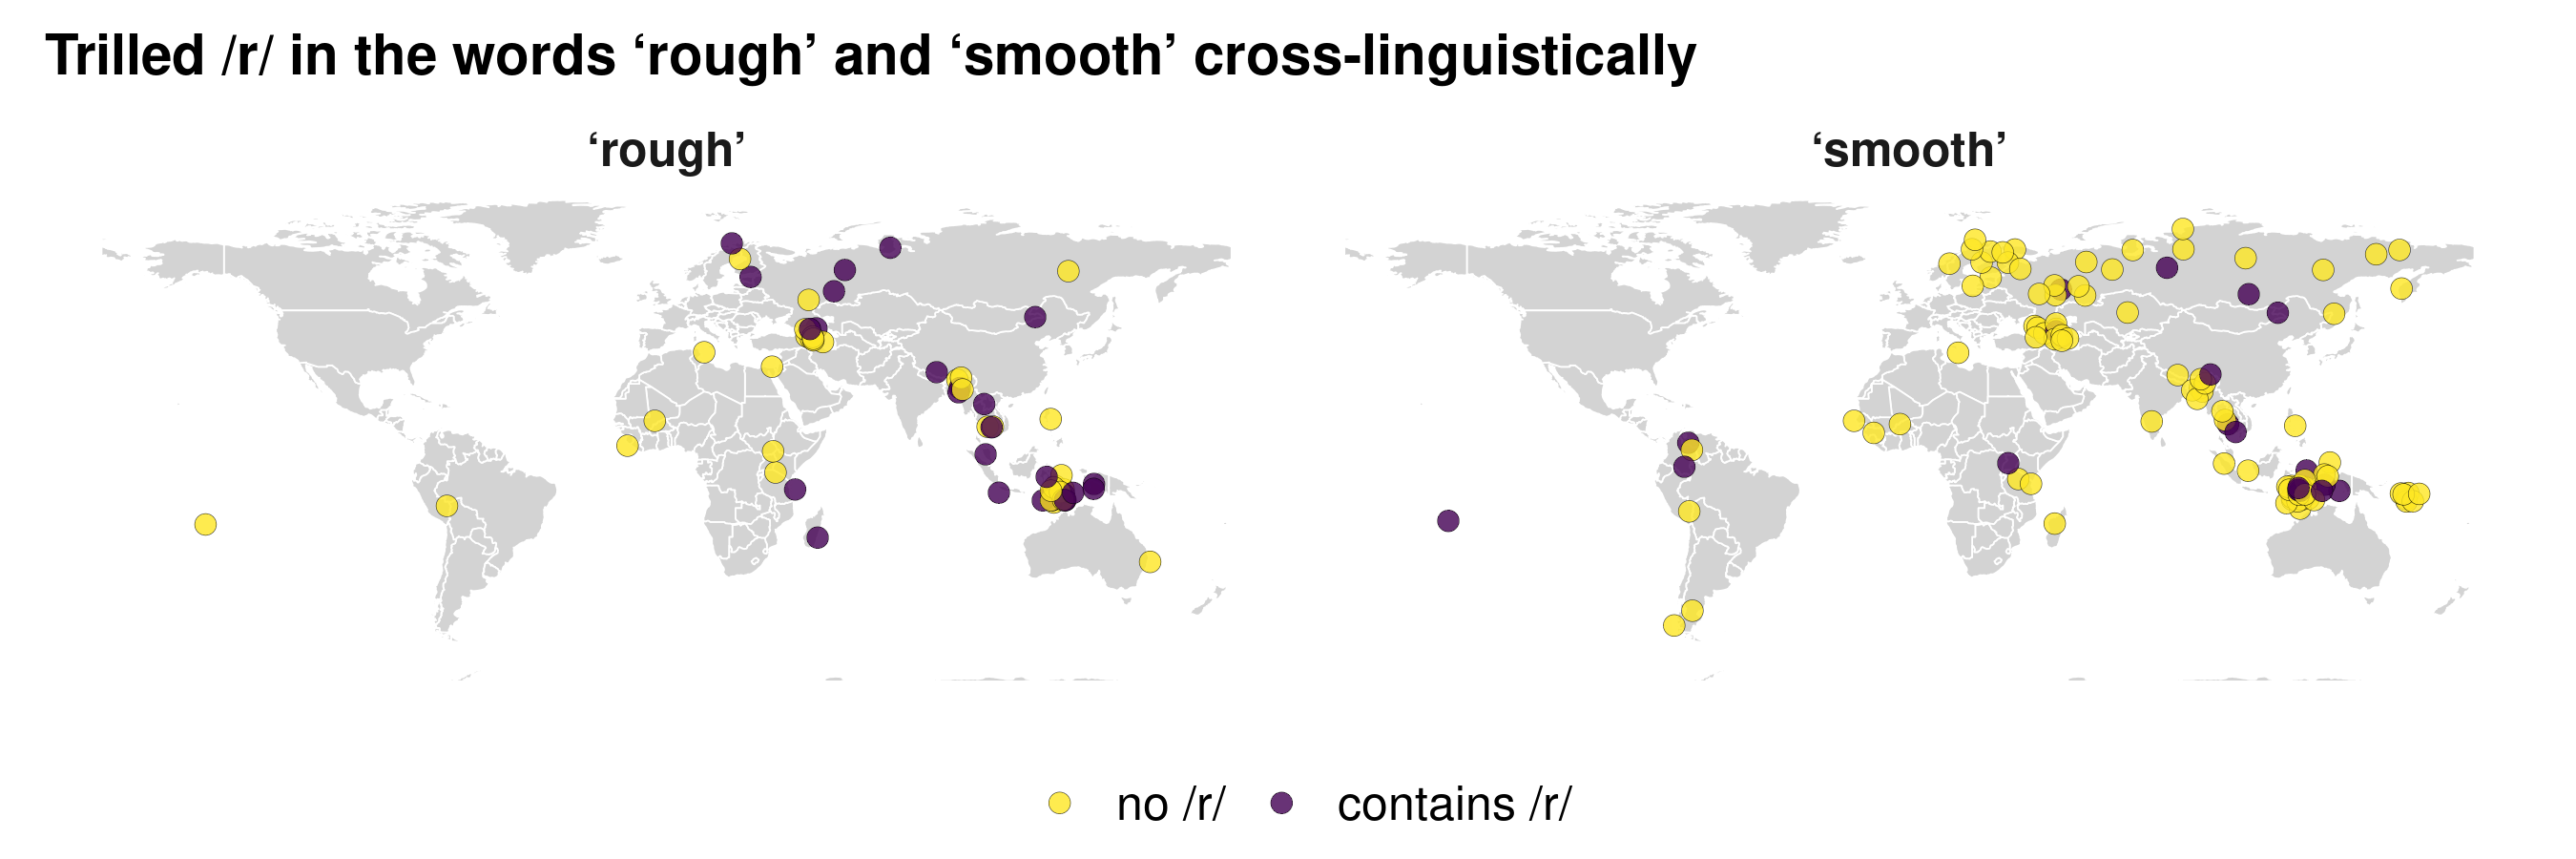 Trilled /r/ in the words ‘rough’ and ‘smooth’ cross-linguistically
‘rough’
‘smooth’
no /r/
contains /r/